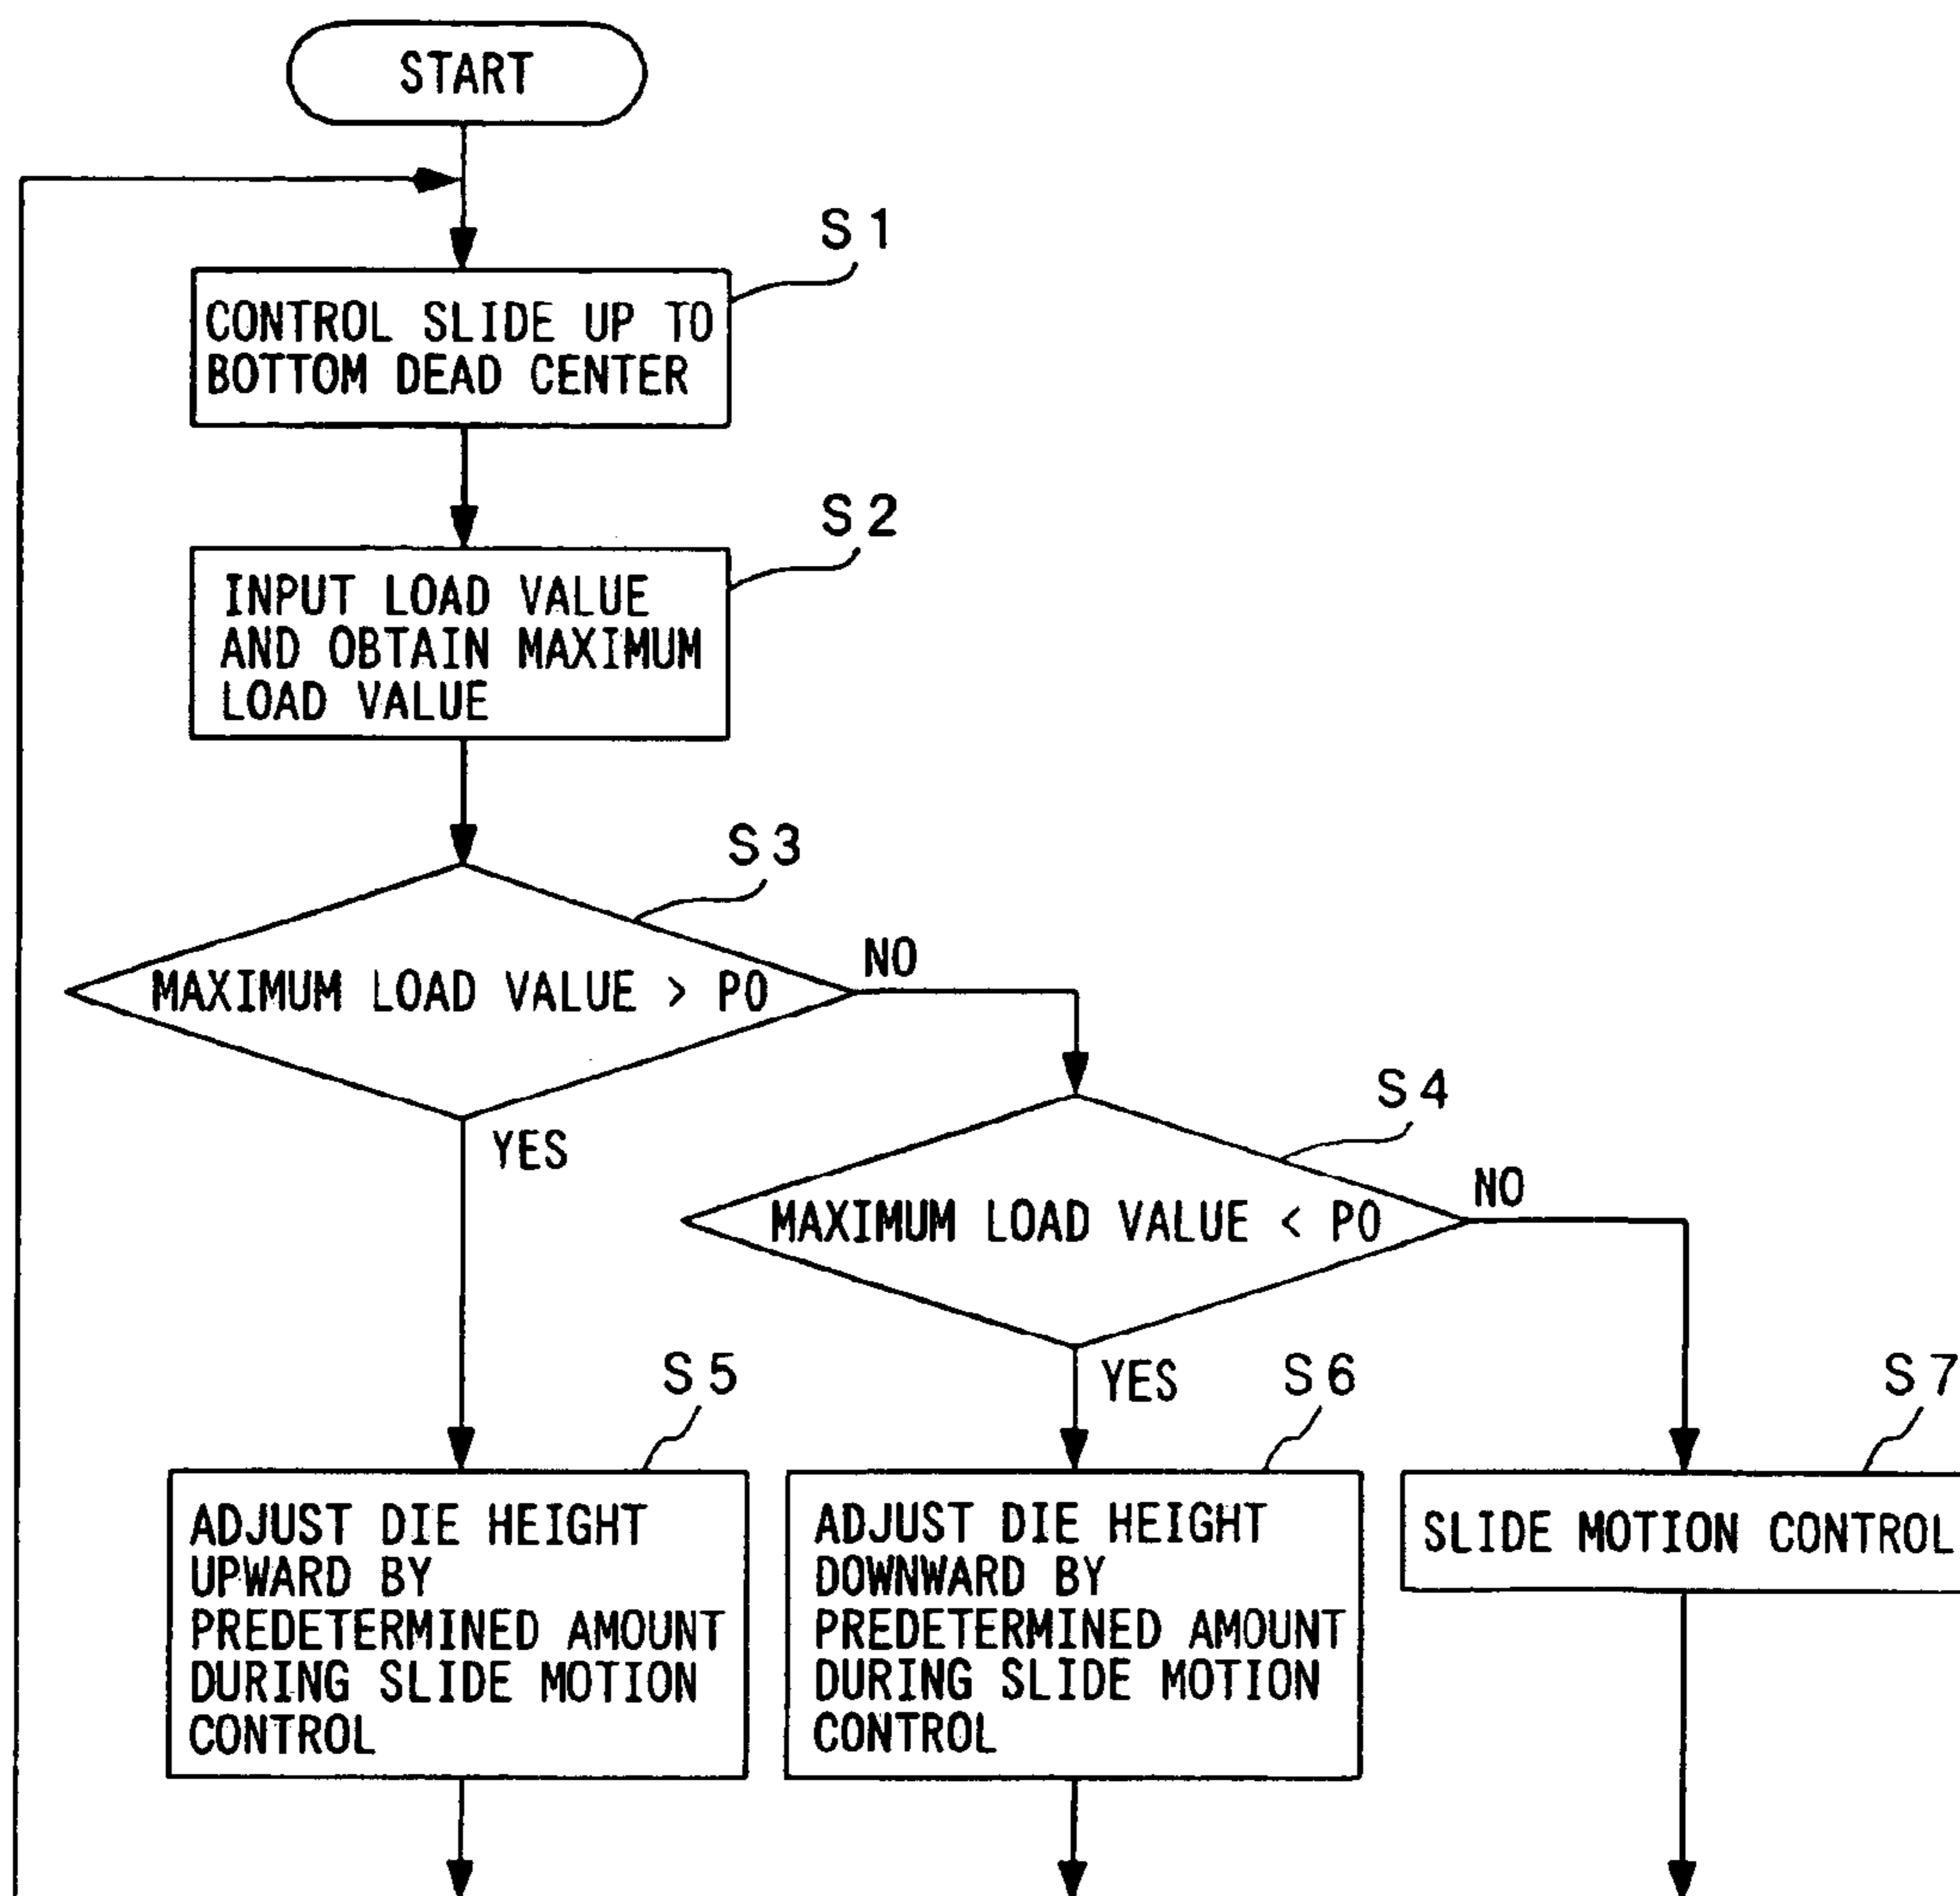 START
S1
CONTROL SLIDE UP TO
BOTTOM DEAD CENTER
S2
INPUT LOAD VALUE
AND OBTAIN MAXIMUM
LOAD VALUE
S3
MAXIMUM LOAD VALUE > P0
NO
YES
S4
MAXIMUM LOAD VALUE < P0
NO
YES
S5
ADJUST DIE HEIGHT
UPWARD BY
PREDETERMINED AMOUNT
DURING SLIDE MOTION
CONTROL
S6
ADJUST DIE HEIGHT
DOWNWARD BY
PREDETERMINED AMOUNT
DURING SLIDE MOTION
CONTROL
S7
SLIDE MOTION CONTROL